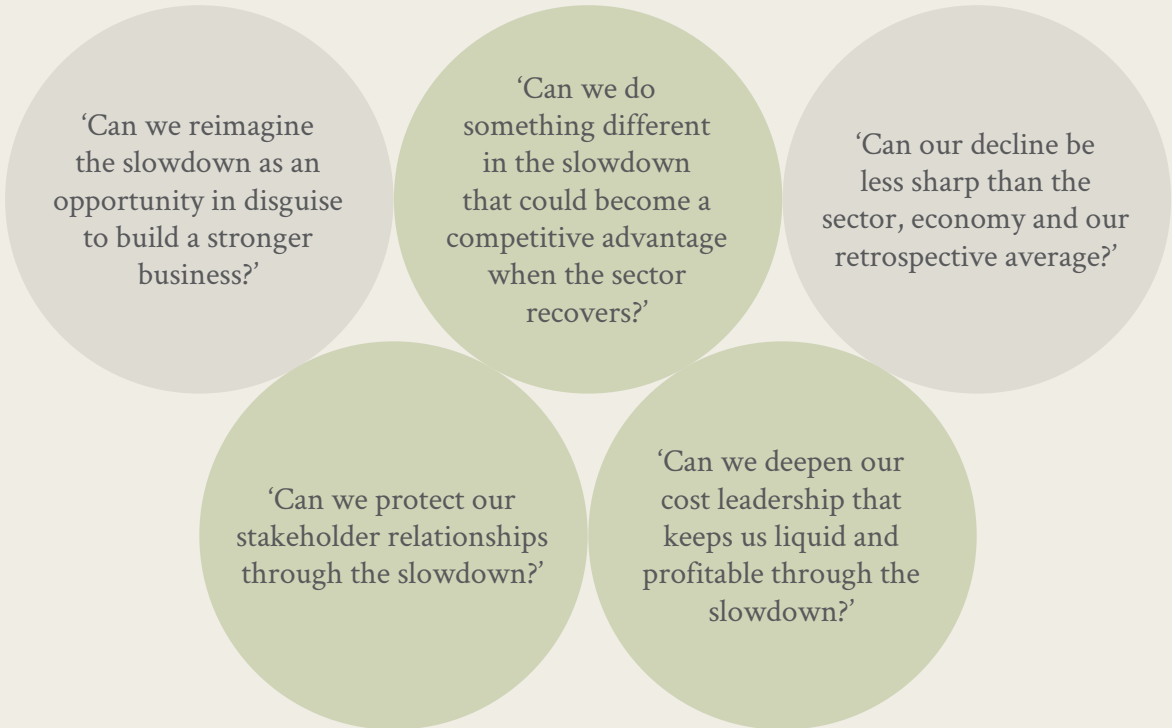 ‘Can we reimagine
the slowdown as an
opportunity in disguise
to build a stronger
business?’
‘Can we do
something different
in the slowdown
that could become a
competitive advantage
when the sector
recovers?’
‘Can our decline be
less sharp than the
sector, economy and our
retrospective average?’
‘Can we protect our
stakeholder relationships
through the slowdown?’
‘Can we deepen our
cost leadership that
keeps us liquid and
profitable through the
slowdown?’